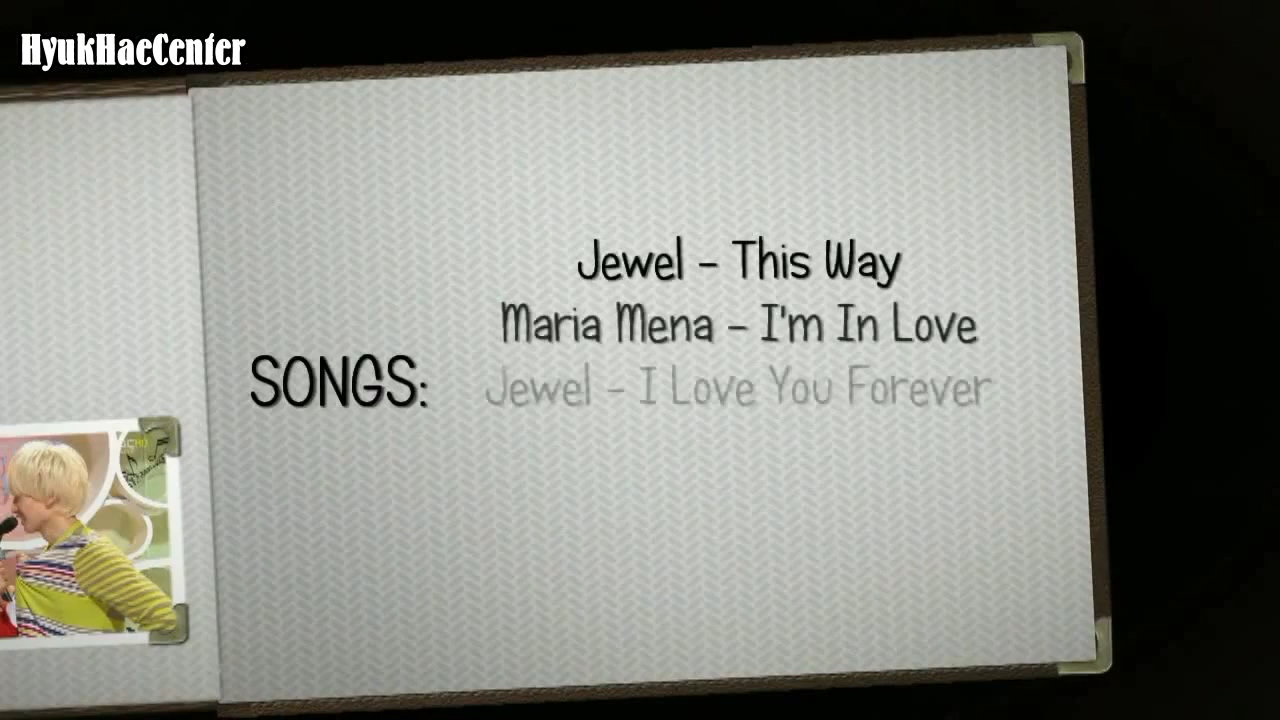 HyukHaeCenter
Jewel - This Way
Maria Mena - I'm In Love
SONGS:
Jewel - I Love You Forever